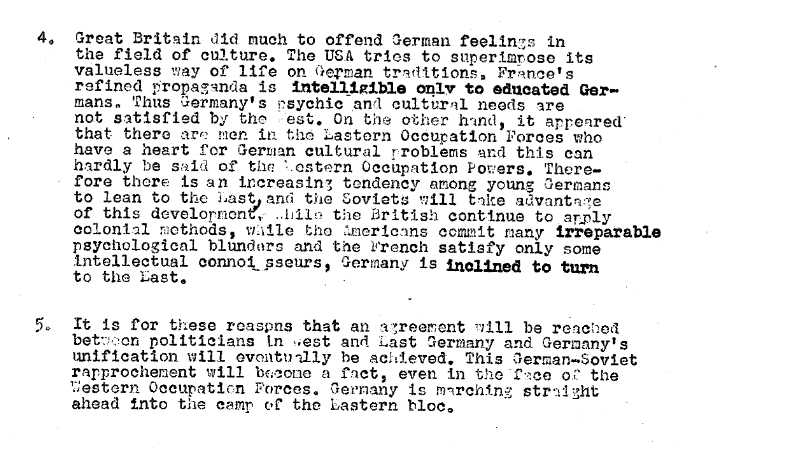 4. Great Britain did much to offend German feelings in
the field of culture. The USA tries to superimpose its
valueless way of life on German traditions. France's
refined propaganda is intelligible only to educated Ger-
mans. Thus Germany's psychic and cultural needs are
not satisfied by the West. On the other hand, it appeared
that there are men in the Eastern Occupation Forces who
have a heart for German cultural problems and this can
hardly be said of the Western Occupation Powers. There-
fore there is an increasing tendency among young Germans
to lean to the East, and the Soviets will take advantage
of this development. While the British continue to apply
colonial methods, while the Americans commit many irreparable
psychological blunders and the French satisfy only some
intellectual connoisseurs, Germany is inclined to turn
to the East.
5. It is for these reaspns that an agreement will be reached
between politicians in West and East Germany and Germany's
unification will eventually be achieved. This German-Soviet
rapprochement will become a fact, even in the face of the
Western Occupation Forces. Germany is marching straight
ahead into the camp of the Eastern bloc.